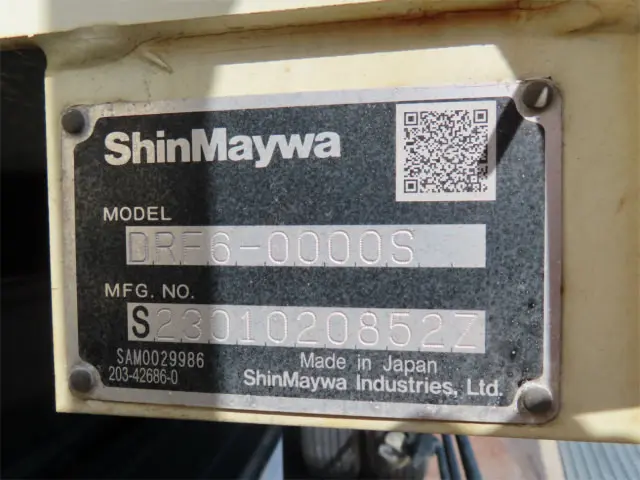 ShinMaywa
MODEL
DRF6-0000S
MFG. NO.
S2301020852Z
SAM0029986
203-42686-0
Made in Japan
ShinMaywa Industries, Ltd.